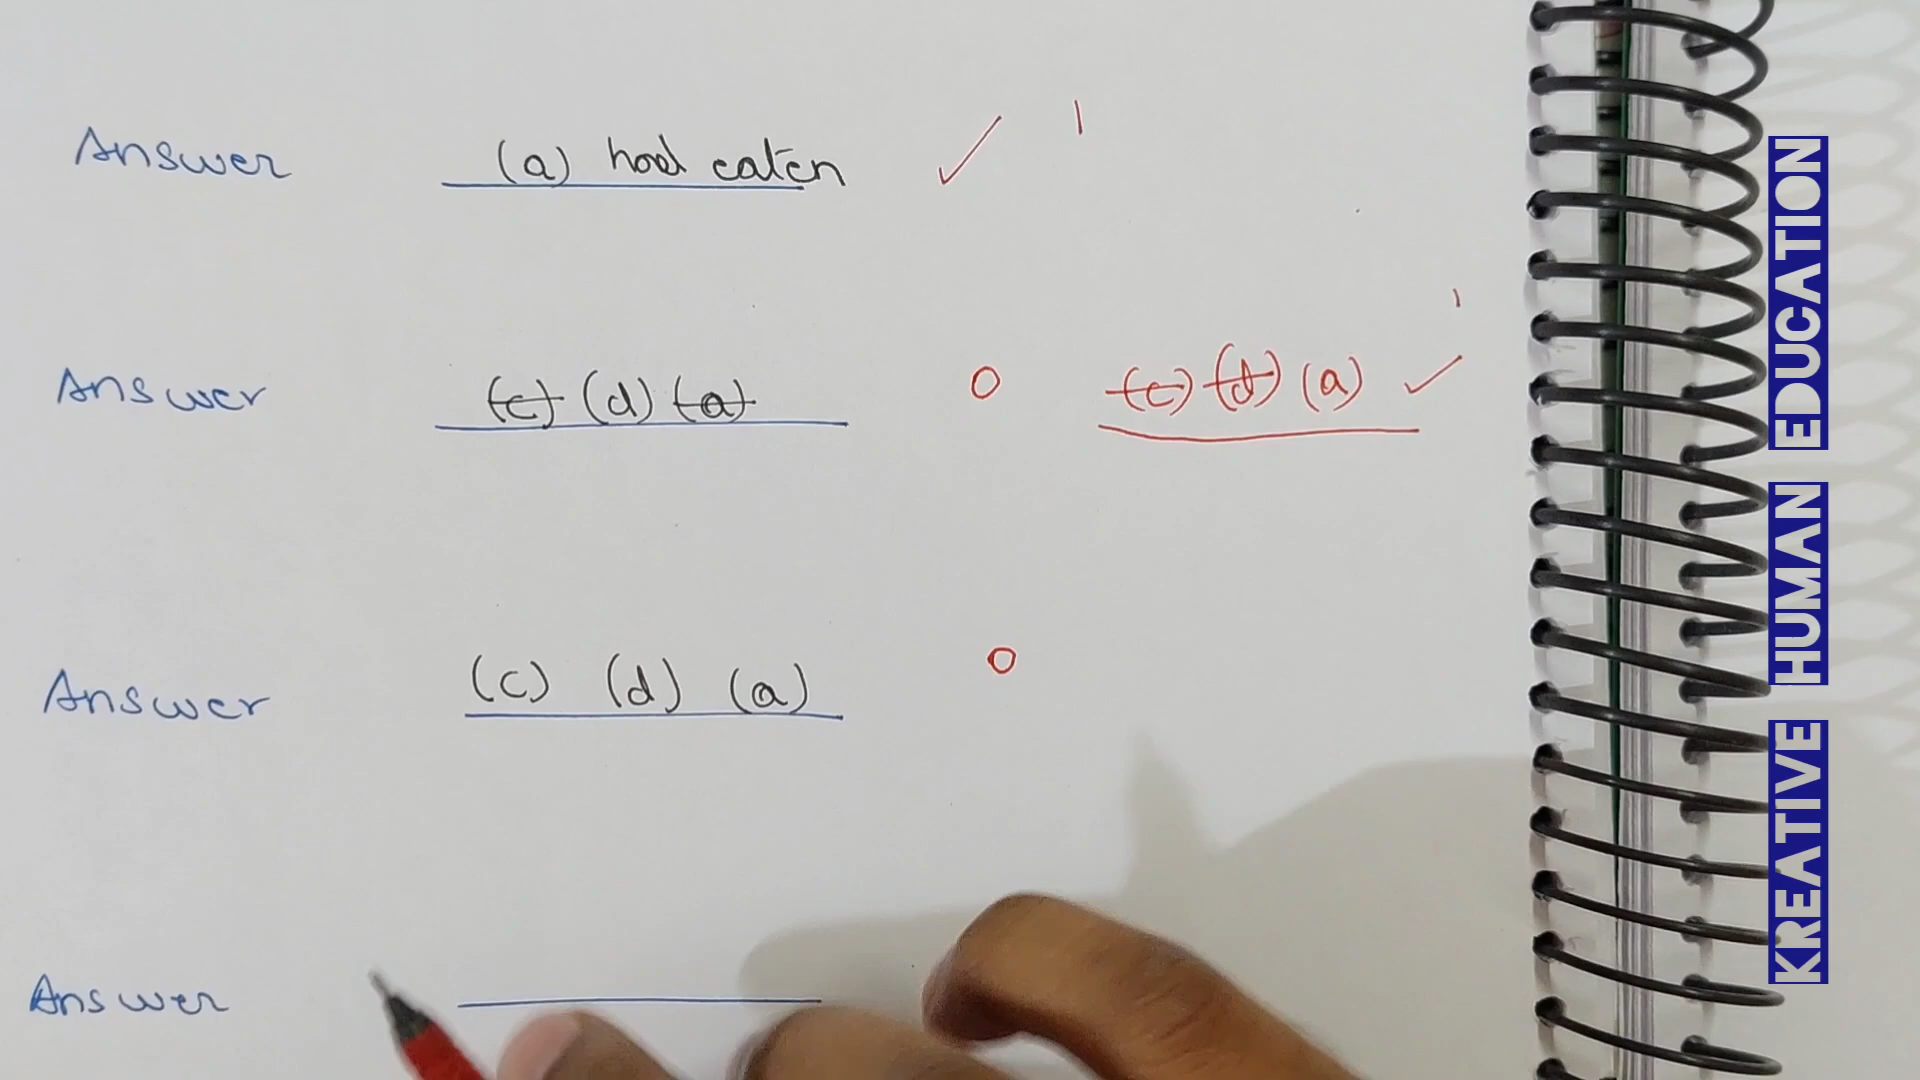 Answer (a) had eaten ✓ 1
Answer (c) (d) (a) 0 (c) (d) (a) ✓ 1
Answer (c) (d) (a) 0
Answer
KREATIVE HUMAN EDUCATION